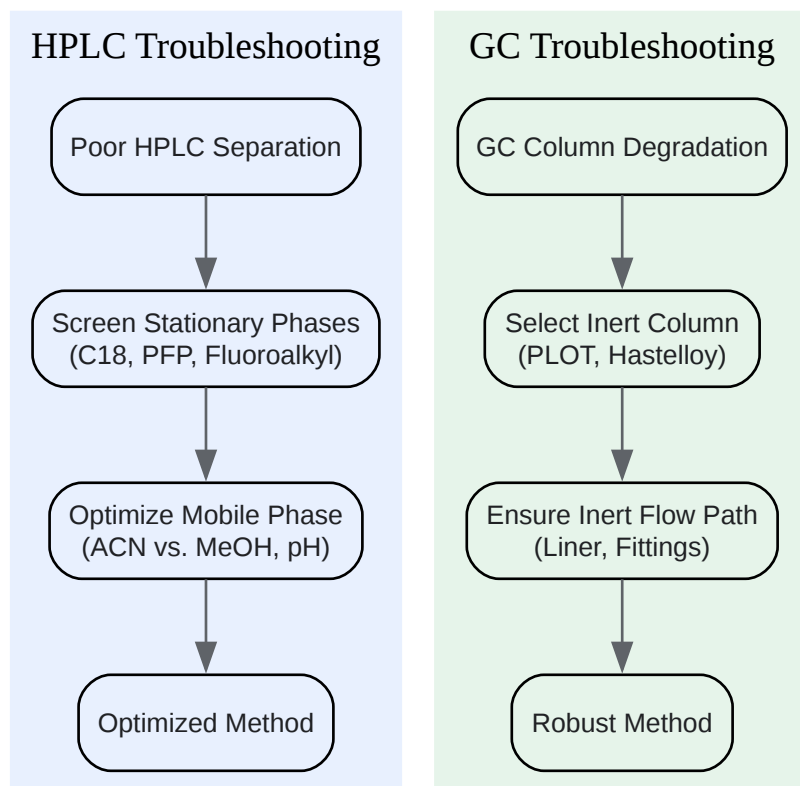 HPLC Troubleshooting
Poor HPLC Separation
Screen Stationary Phases
(C18, PFP, Fluoroalkyl)
Optimize Mobile Phase
(ACN vs. MeOH, pH)
Optimized Method
GC Troubleshooting
GC Column Degradation
Select Inert Column
(PLOT, Hastelloy)
Ensure Inert Flow Path
(Liner, Fittings)
Robust Method